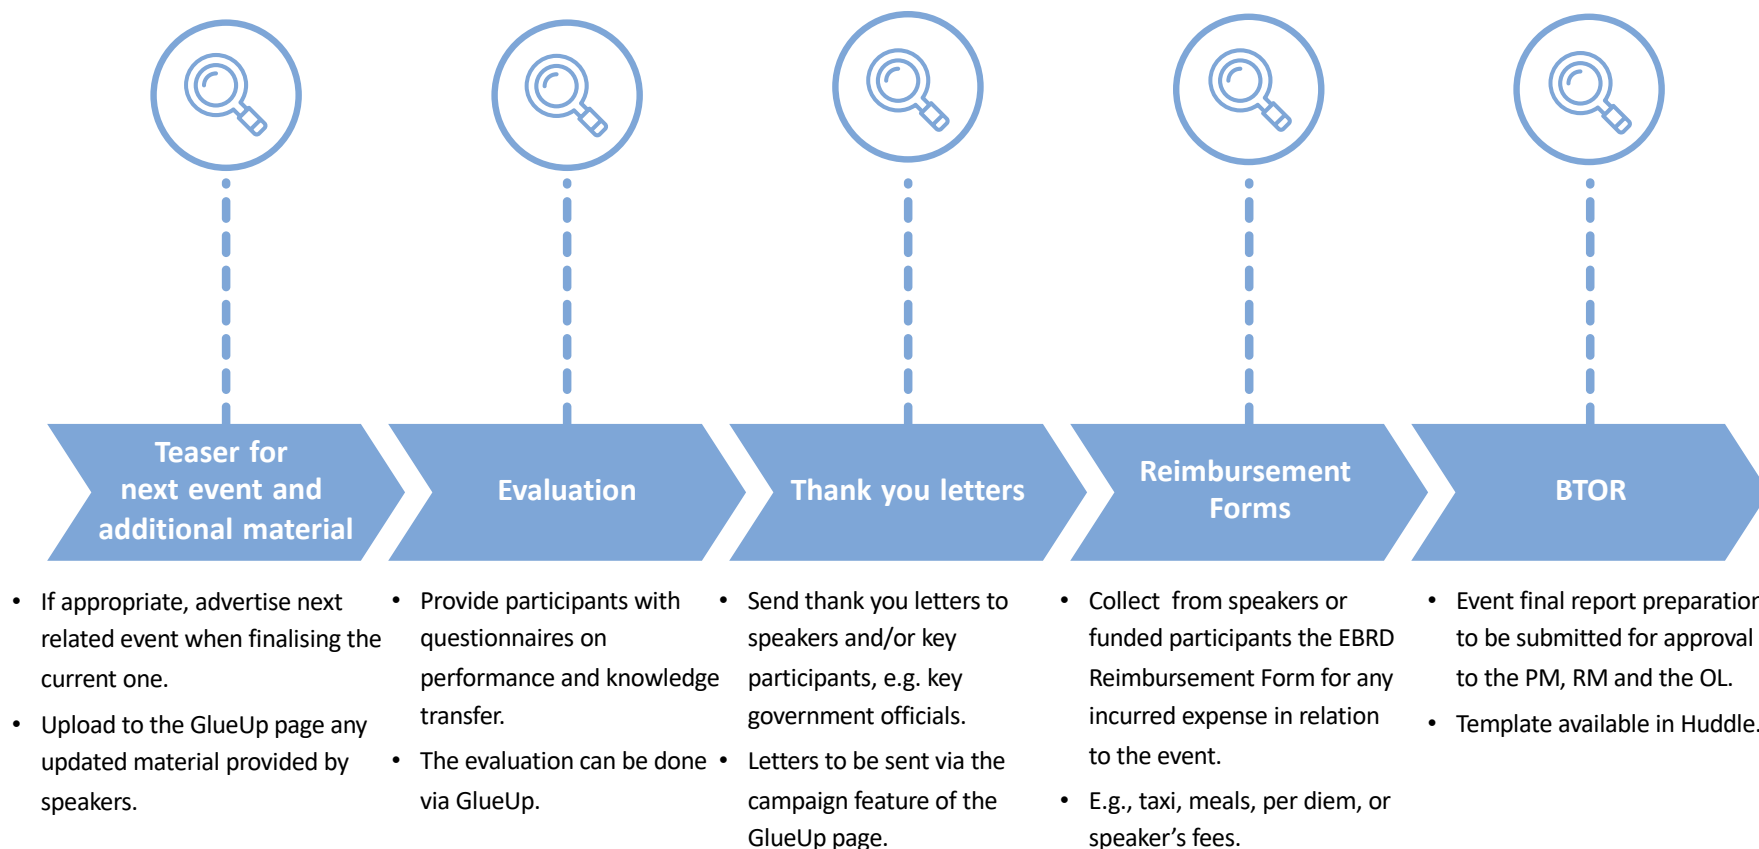 Teaser for
next event and
additional material
Evaluation
Thank you letters
Reimbursement
Forms
BTOR
• If appropriate, advertise next
related event when finalising the
current one.
• Upload to the GlueUp page any
updated material provided by
speakers.
• Provide participants with
questionnaires on
performance and knowledge
transfer.
• The evaluation can be done
via GlueUp.
• Send thank you letters to
speakers and/or key
participants, e.g. key
government officials.
• Letters to be sent via the
campaign feature of the
GlueUp page.
• Collect from speakers or
funded participants the EBRD
Reimbursement Form for any
incurred expense in relation
to the event.
• E.g., taxi, meals, per diem, or
speaker’s fees.
• Event final report preparation
to be submitted for approval
to the PM, RM and the OL.
• Template available in Huddle.